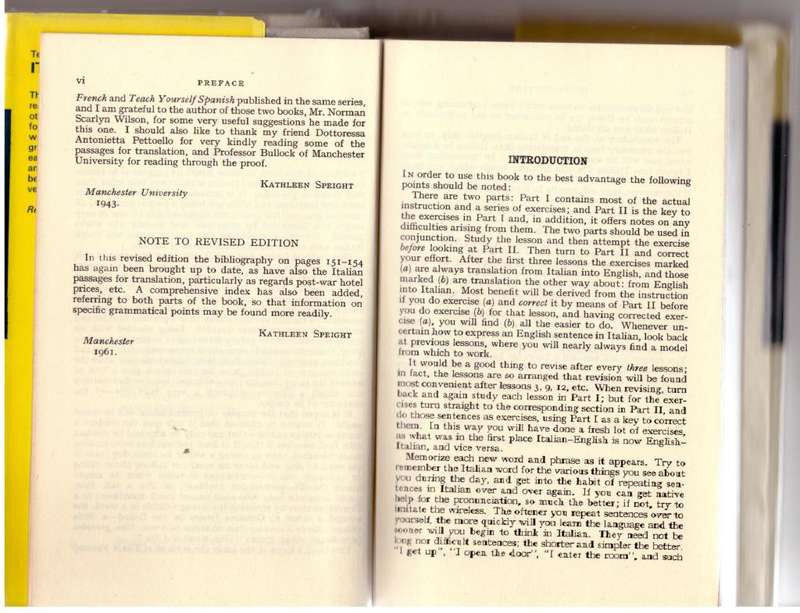 Te
IT
Th
re
ot
fo
w
gr
ea
an
be
ve
Re
vi
PREFACE
French and Teach Yourself Spanish published in the same series,
and I am grateful to the author of those two books, Mr. Norman
Scarlyn Wilson, for some very useful suggestions he made for
this one. I should also like to thank my friend Dottoressa
Antonietta Pettoello for very kindly reading some of the
passages for translation, and Professor Bullock of Manchester
University for reading through the proof.
KATHLEEN SPEIGHT
Manchester University
1943.
NOTE TO REVISED EDITION
In this revised edition the bibliography on pages 151–154
has again been brought up to date, as have also the Italian
passages for translation, particularly as regards post-war hotel
prices, etc. A comprehensive index has also been added,
referring to both parts of the book, so that information on
specific grammatical points may be found more readily.
KATHLEEN SPEIGHT
Manchester
1961.
INTRODUCTION
IN order to use this book to the best advantage the following
points should be noted:
There are two parts: Part I contains most of the actual
instruction and a series of exercises; and Part II is the key to
the exercises in Part I and, in addition, it offers notes on any
difficulties arising from them. The two parts should be used in
conjunction. Study the lesson and then attempt the exercise
before looking at Part II. Then turn to Part II and correct
your effort. After the first three lessons the exercises marked
(a) are always translation from Italian into English, and those
marked (b) are translation the other way about: from English
into Italian. Most benefit will be derived from the instruction
if you do exercise (a) and correct it by means of Part II before
you do exercise (b) for that lesson, and having corrected exer-
cise (a), you will find (b) all the easier to do. Whenever un-
certain how to express an English sentence in Italian, look back
at previous lessons, where you will nearly always find a model
from which to work.
It would be a good thing to revise after every three lessons;
in fact, the lessons are so arranged that revision will be found
most convenient after lessons 3, 9, 12, etc. When revising, turn
back and again study each lesson in Part I; but for the exer-
cises turn straight to the corresponding section in Part II, and
do those sentences as exercises, using Part I as a key to correct
them. In this way you will have done a fresh lot of exercises,
as what was in the first place Italian–English is now English–
Italian, and vice versa.
Memorize each new word and phrase as it appears. Try to
remember the Italian word for the various things you see about
you during the day, and get into the habit of repeating sen-
tences in Italian over and over again. If you can get native
help for the pronunciation, so much the better; if not, try to
imitate the wireless. The oftener you repeat sentences over to
yourself, the more quickly will you learn the language and the
sooner will you begin to think in Italian. They need not be
long nor difficult sentences; the shorter and simpler the better.
"I get up", "I open the door", "I enter the room", and such